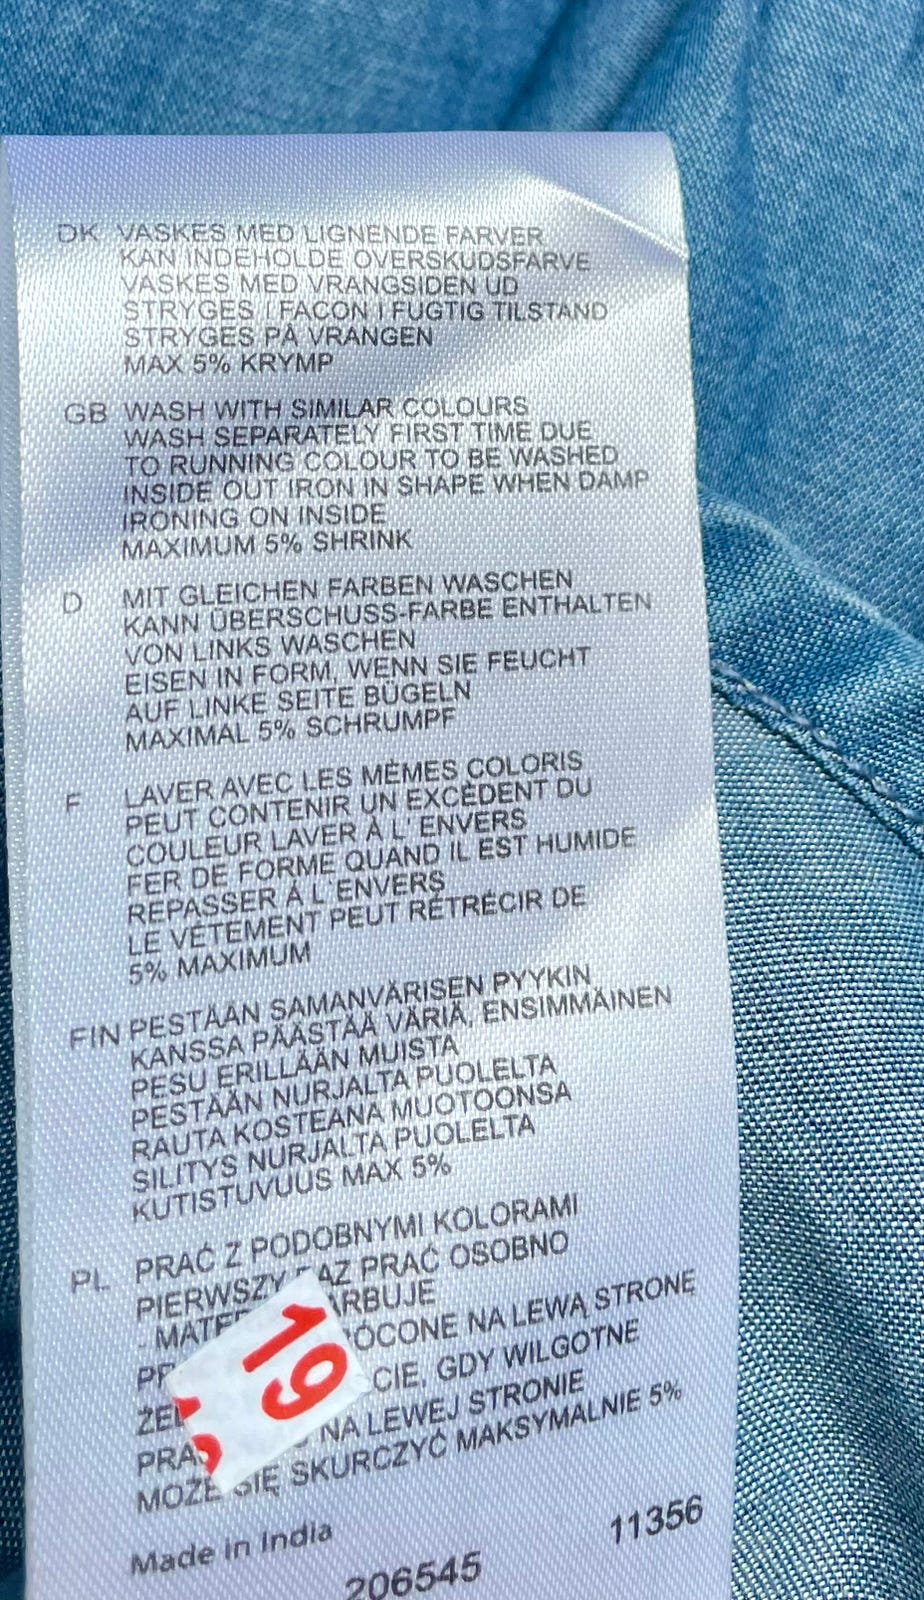 DK VASKES MED LIGNENDE FARVER
KAN INDEHOLDE OVERSKUDSFARVE
VASKES MED VRANGSIDEN UD
STRYGES I FACON I FUGTIG TILSTAND
STRYGES PÅ VRANGEN
MAX 5% KRYMP
GB WASH WITH SIMILAR COLOURS
WASH SEPARATELY FIRST TIME DUE
TO RUNNING COLOUR TO BE WASHED
INSIDE OUT IRON IN SHAPE WHEN DAMP
IRONING ON INSIDE
MAXIMUM 5% SHRINK
D MIT GLEICHEN FARBEN WASCHEN
KANN ÜBERSCHUSS-FARBE ENTHALTEN
VON LINKS WASCHEN
EISEN IN FORM, WENN SIE FEUCHT
AUF LINKE SEITE BÜGELN
MAXIMAL 5% SCHRUMPF
F LAVER AVEC LES MÊMES COLORIS
PEUT CONTENIR UN EXCÈDENT DU
COULEUR LAVER À L' ENVERS
FER DE FORME QUAND IL EST HUMIDE
REPASSER À L'ENVERS
LE VÊTEMENT PEUT RÉTRÉCIR DE
5% MAXIMUM
FIN PESTÄÄN SAMANVÄRISEN PYYKIN
KANSSA PÄÄSTÄÄ VÄRIÄ, ENSIMMÄINEN
PESU ERILLÄÄN MUISTA
PESTÄÄN NURJALTA PUOLELTA
RAUTA KOSTEANA MUOTOONSA
SILITYS NURJALTA PUOLELTA
KUTISTUVUUS MAX 5%
PL PRAĆ Z PODOBNYMI KOLORAMI
PIERWSZY PRAĆ OSOBNO
-
NA LEWĄ STRONĘ
19
GDY WILGOTNE
NA LEWEJ STRONIE
MOŻE SIĘ SKURCZYĆ MAKSYMALNIE 5%
Made in India 11356
206545